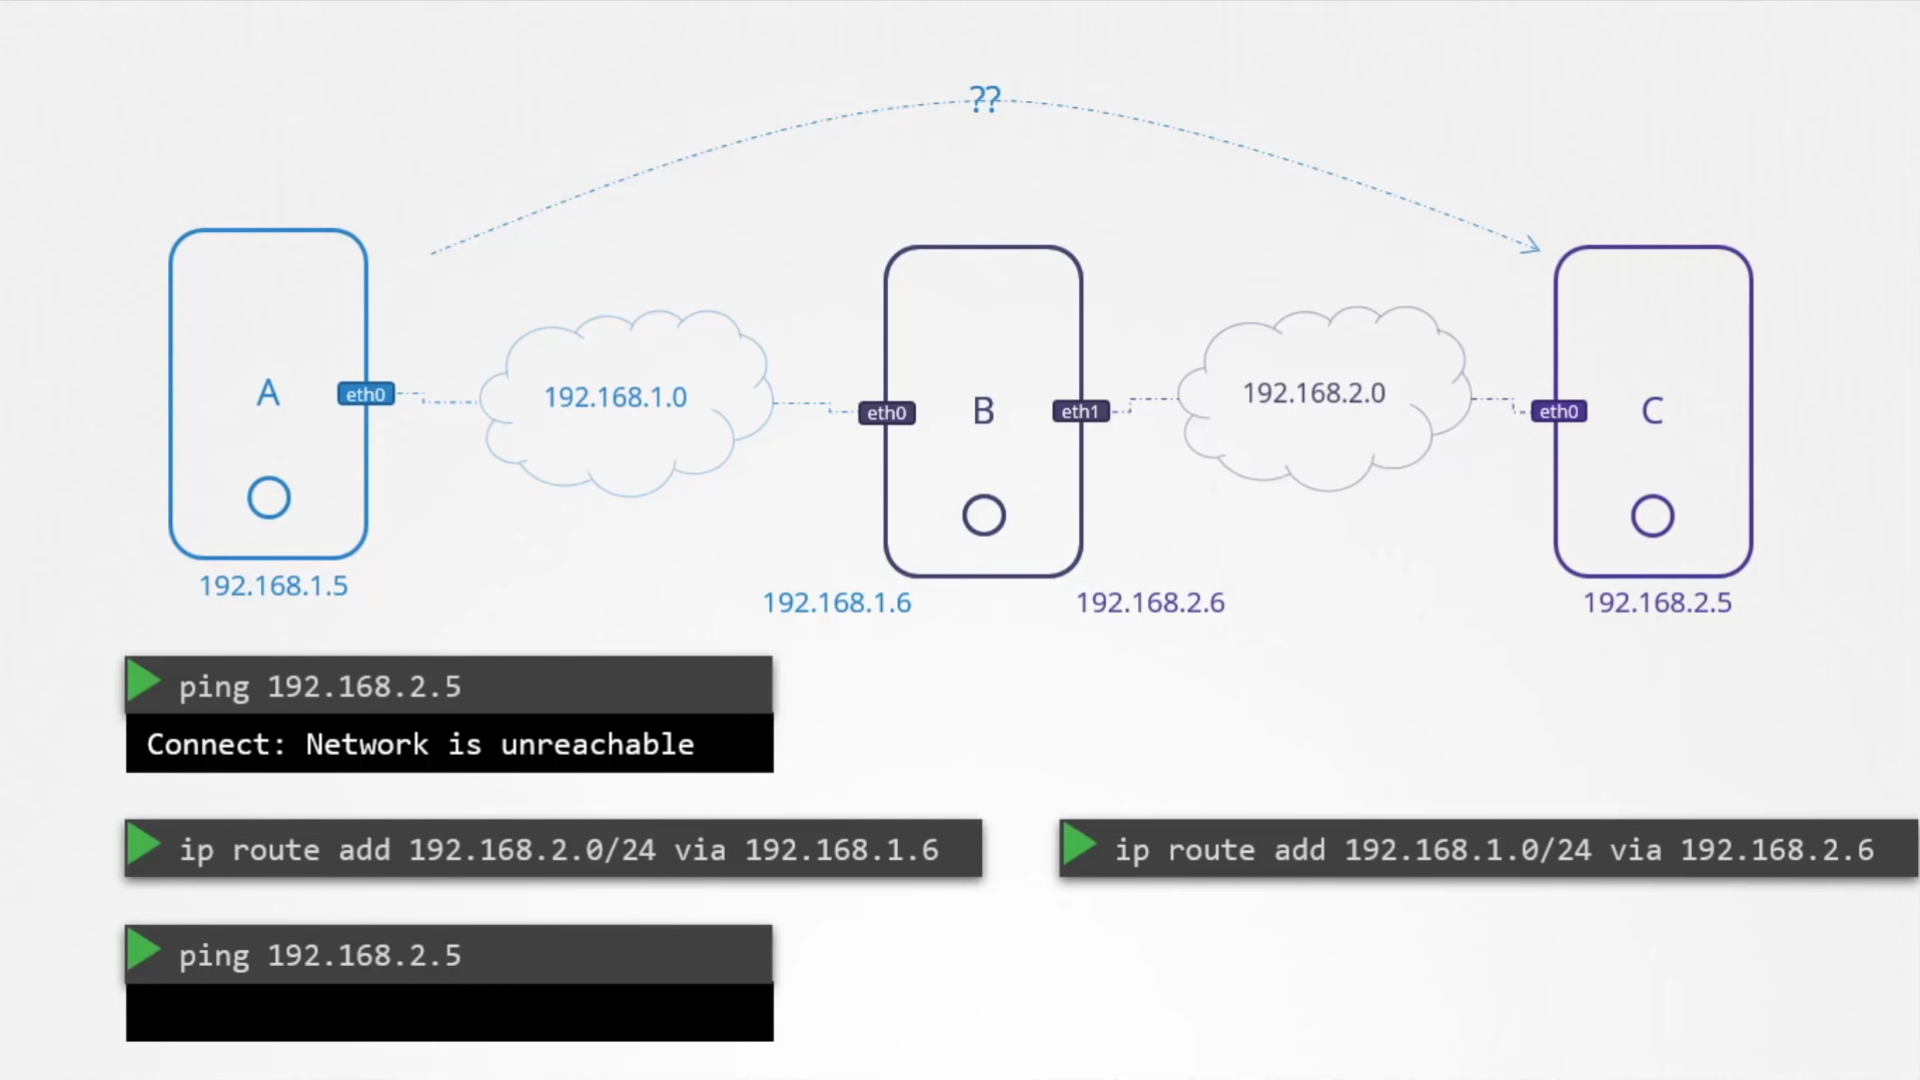 ??
A
eth0
192.168.1.0
eth0
B
eth1
192.168.2.0
eth0
C
192.168.1.5
192.168.1.6
192.168.2.6
192.168.2.5
ping 192.168.2.5
Connect: Network is unreachable
ip route add 192.168.2.0/24 via 192.168.1.6
ip route add 192.168.1.0/24 via 192.168.2.6
ping 192.168.2.5